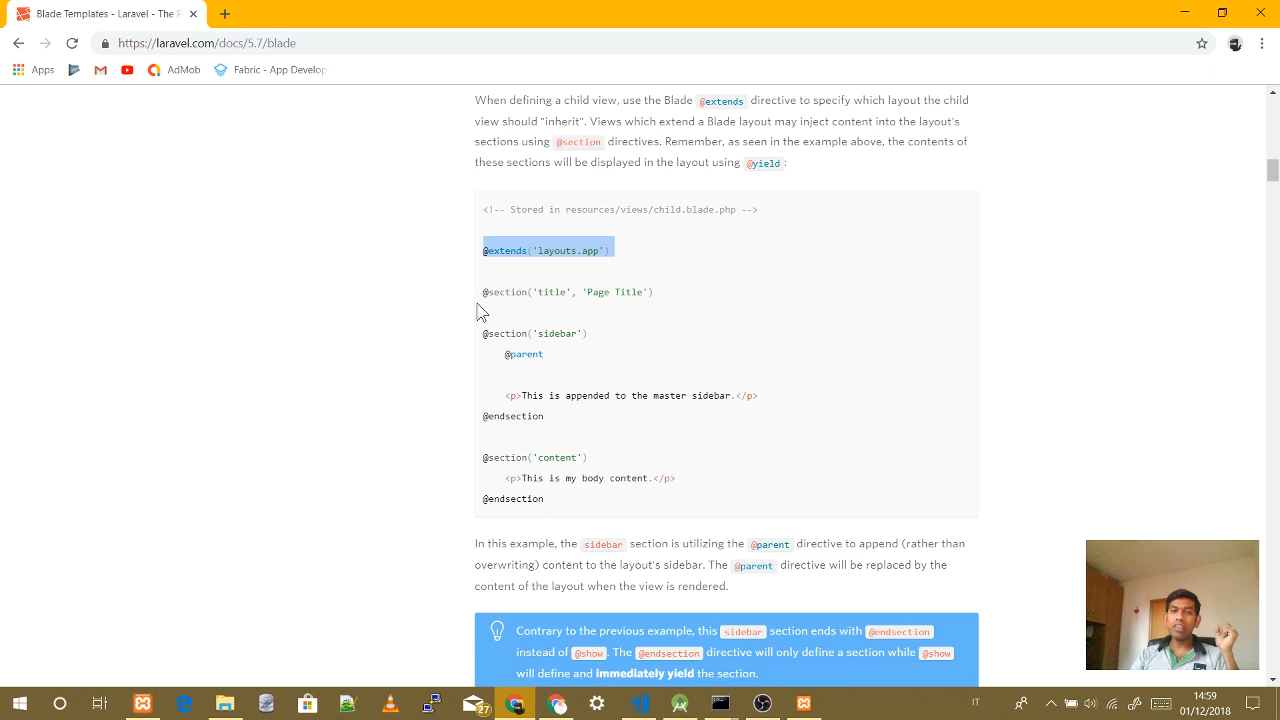 Blade Templates - Laravel - The P
https://laravel.com/docs/5.7/blade
Apps
Gmail
AdMob
Fabric - App Develop
When defining a child view, use the Blade @extends directive to specify which layout the child
view should "inherit". Views which extend a Blade layout may inject content into the layout's
sections using @section directives. Remember, as seen in the example above, the contents of
these sections will be displayed in the layout using @yield :
<!-- Stored in resources/views/child.blade.php -->
@extends('layouts.app')
@section('title', 'Page Title')
@section('sidebar')
@parent
<p>This is appended to the master sidebar.</p>
@endsection
@section('content')
<p>This is my body content.</p>
@endsection
In this example, the sidebar section is utilizing the @parent directive to append (rather than
overwriting) content to the layout's sidebar. The @parent directive will be replaced by the
content of the layout when the view is rendered.
Contrary to the previous example, this sidebar section ends with @endsection
instead of @show . The @endsection directive will only define a section while @show
will define and immediately yield the section.
27
IT
14:59
01/12/2018